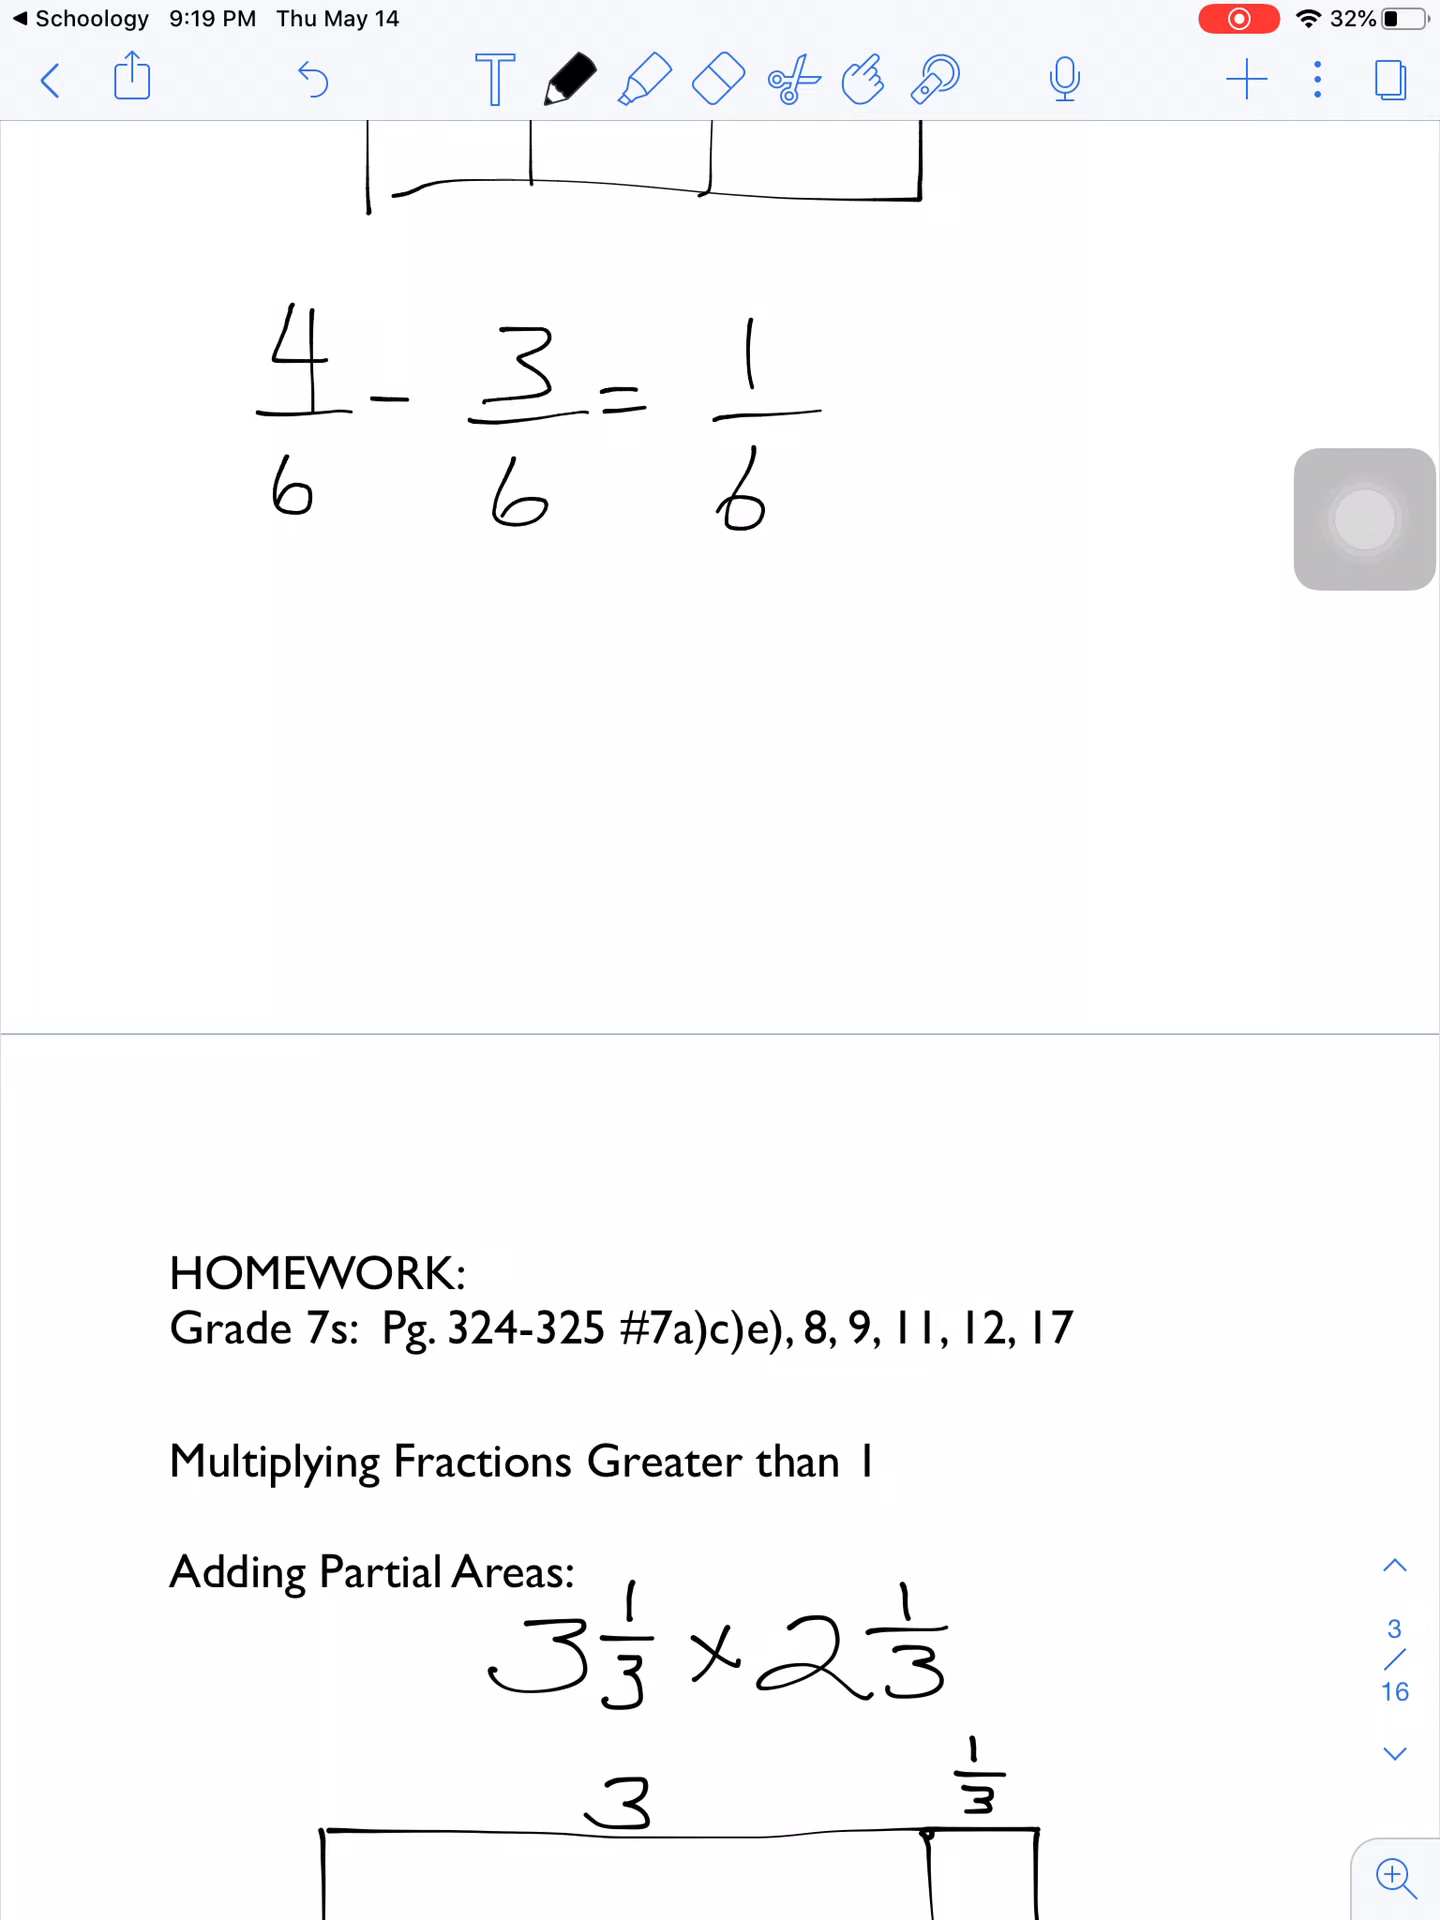 Schoology 9:19 PM Thu May 14 32%
T
4/6 - 3/6 = 1/6
HOMEWORK:
Grade 7s: Pg. 324-325 #7a)c)e), 8, 9, 11, 12, 17
Multiplying Fractions Greater than 1
Adding Partial Areas:
3 1/3 x 2 1/3
3 1/3
3/16